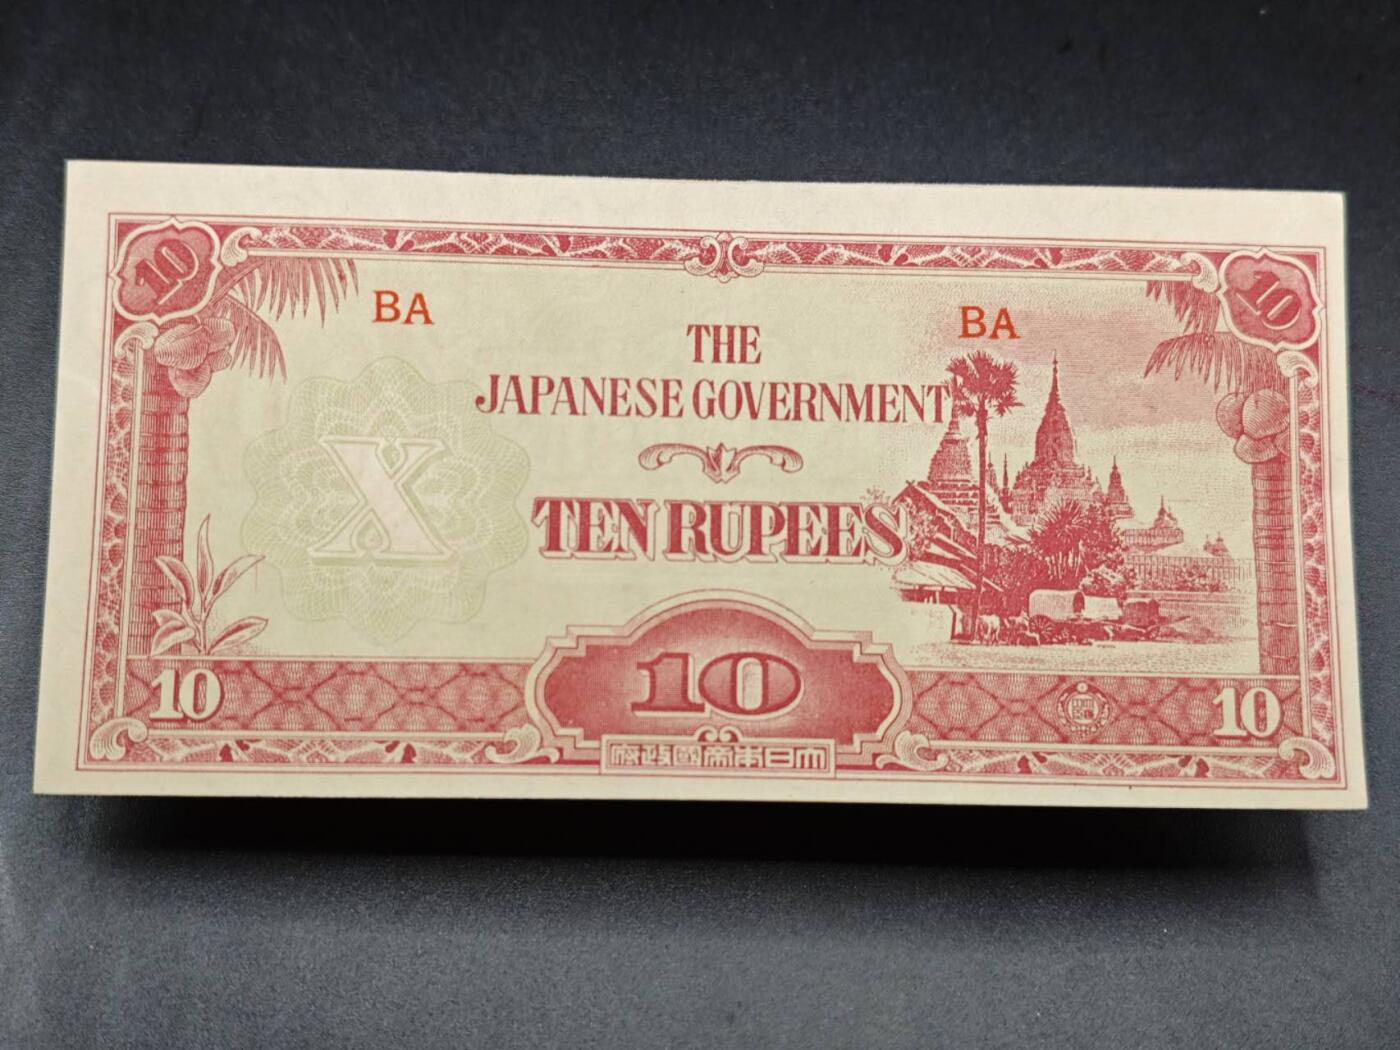 10 10
BA BA
THE
JAPANESE GOVERNMENT
X
TEN RUPEES
10 10 10
府政國帝本日大